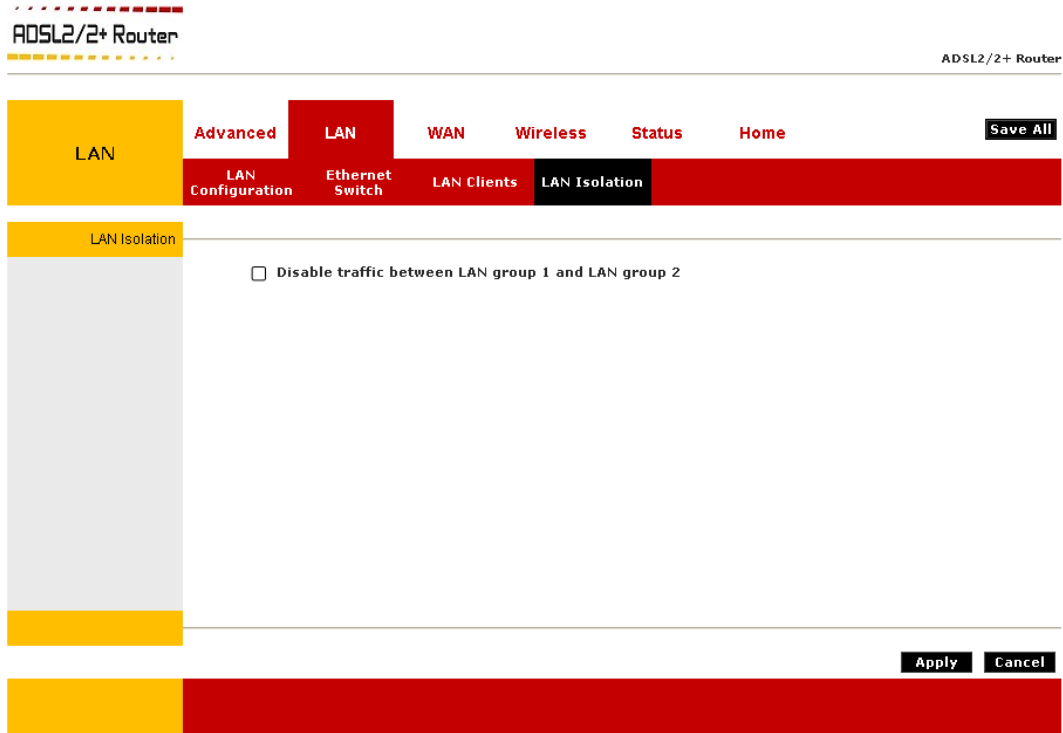 ADSL2/2+ Router
ADSL2/2+ Router
LAN
Advanced LAN WAN Wireless Status Home Save All
LAN Configuration Ethernet Switch LAN Clients LAN Isolation
LAN Isolation
Disable traffic between LAN group 1 and LAN group 2
Apply Cancel